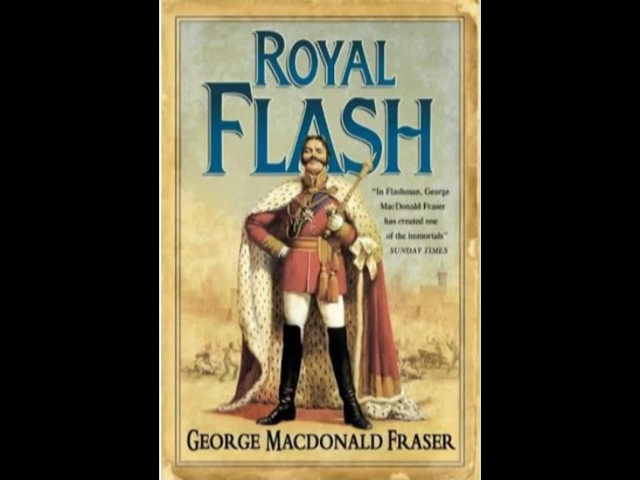 ROYAL
FLASH
"In Flashman, George
MacDonald Fraser
has created one
of the immortals"
SUNDAY TIMES
GEORGE MACDONALD FRASER